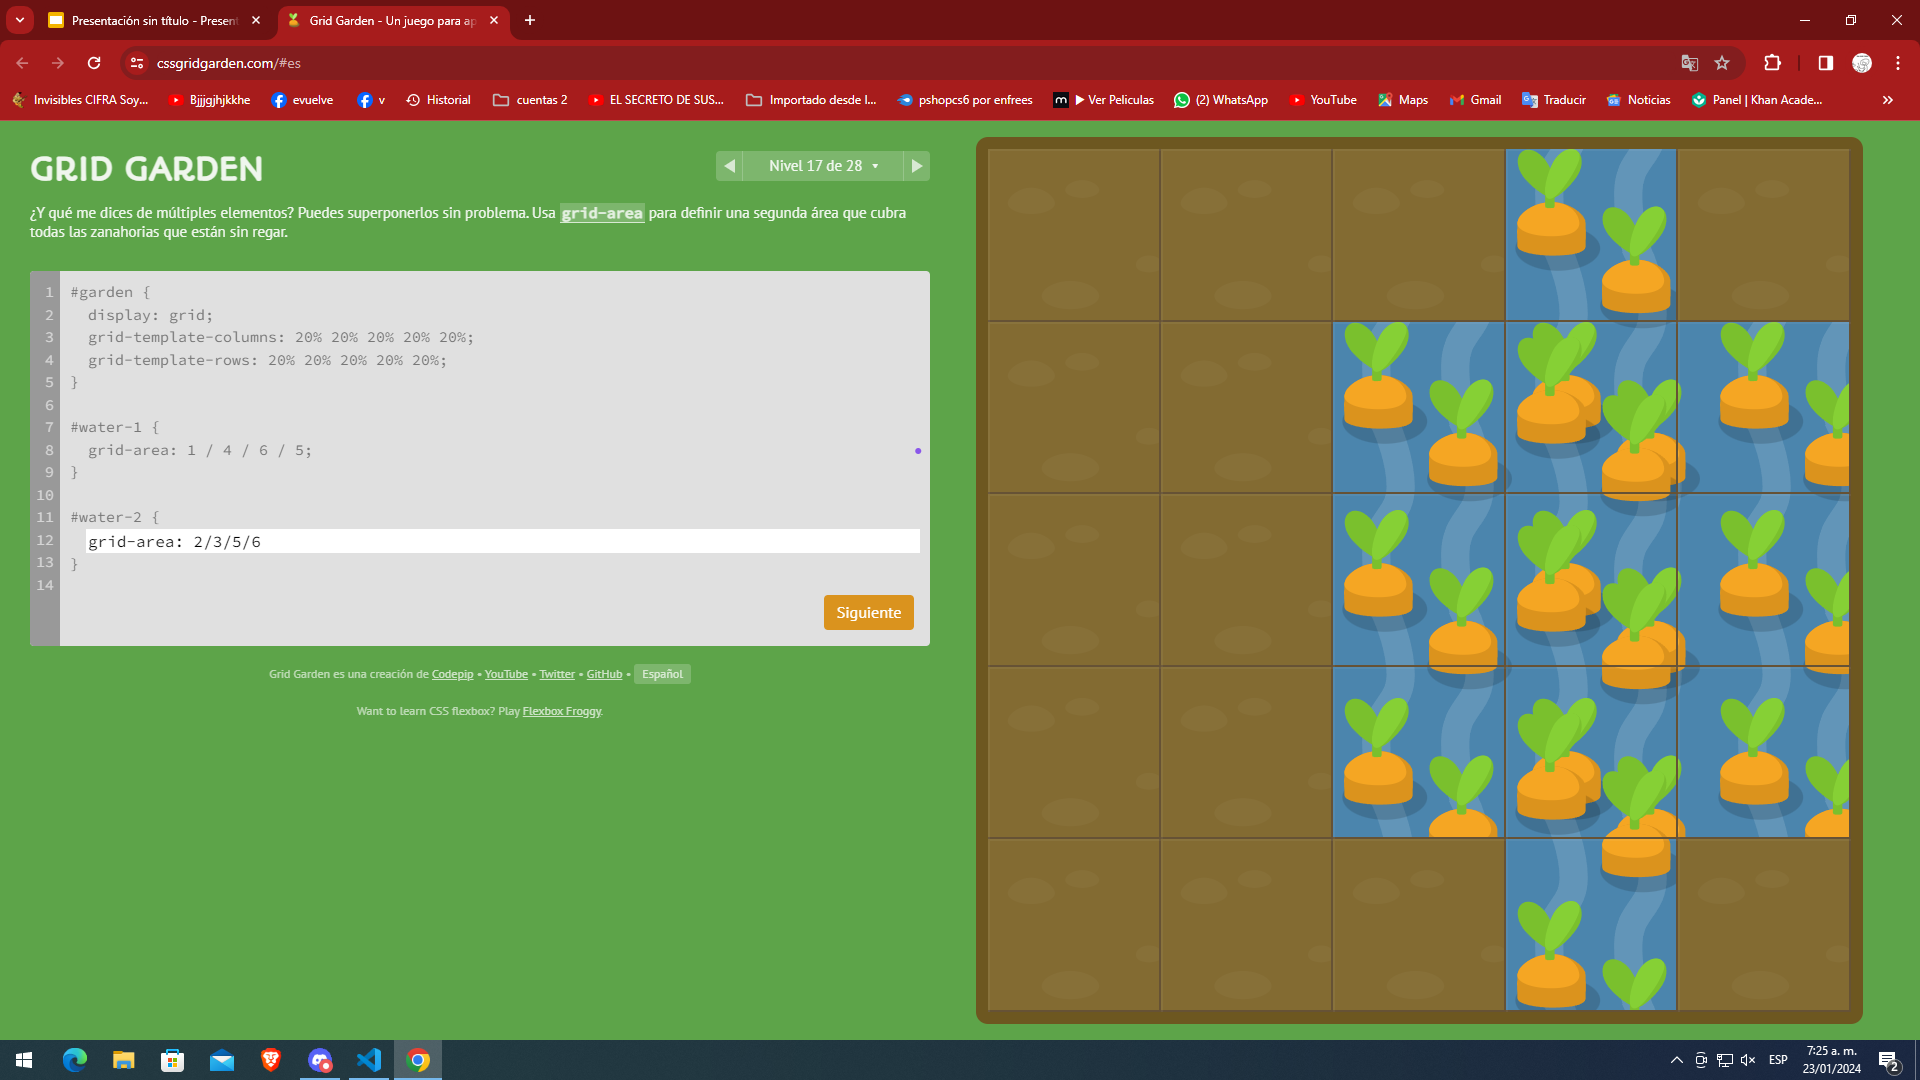 Presentación sin título - Present
Grid Garden - Un juego para ap
cssgridgarden.com/#es
Invisibles CIFRA Soy...
Bjjjgjhjkkhe
evuelve
v
Historial
cuentas 2
EL SECRETO DE SUS...
Importado desde l...
pshopcs6 por enfrees
m
▶ Ver Peliculas
(2) WhatsApp
YouTube
Maps
Gmail
Traducir
Noticias
Panel | Khan Acade...
GRID GARDEN
Nivel 17 de 28
¿Y qué me dices de múltiples elementos? Puedes superponerlos sin problema. Usa grid-area para definir una segunda área que cubra
todas las zanahorias que están sin regar.
1 #garden {
2 display: grid;
3 grid-template-columns: 20% 20% 20% 20% 20%;
4 grid-template-rows: 20% 20% 20% 20% 20%;
5 }
6
7 #water-1 {
8 grid-area: 1 / 4 / 6 / 5;
9 }
10
11 #water-2 {
12 grid-area: 2/3/5/6
13 }
14
Siguiente
Grid Garden es una creación de Codepip • YouTube • Twitter • GitHub • Español
Want to learn CSS flexbox? Play Flexbox Froggy.
ESP
7:25 a. m.
23/01/2024
2